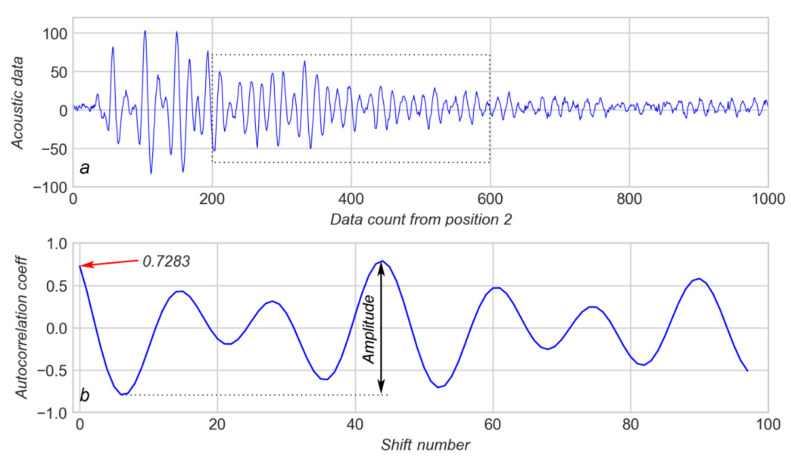 100
50
0
−50
−100
Acoustic data
a
0 200 400 600 800 1000
Data count from position 2
1.0
0.5
0.0
−0.5
−1.0
Autocorrelation coeff
0.7283
Amplitude
b
0 20 40 60 80 100
Shift number